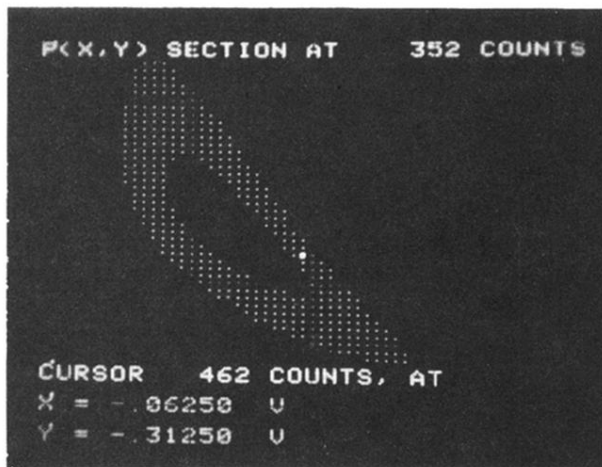 P(X,Y) SECTION AT 352 COUNTS
CURSOR 462 COUNTS, AT
X = -.06250 V
Y = -.31250 V